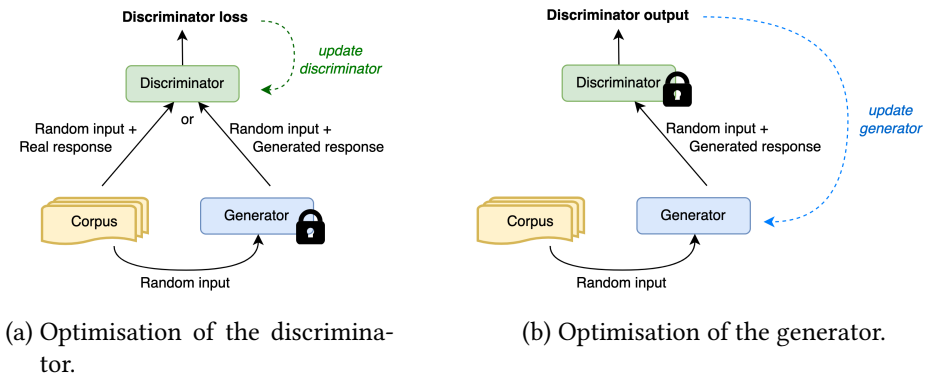 Discriminator loss
update
discriminator
Discriminator
or
Random input +
Real response
Random input +
Generated response
Corpus
Generator
Random input
(a) Optimisation of the discrimina-
tor.
Discriminator output
Discriminator
update
generator
Random input +
Generated response
Corpus
Generator
Random input
(b) Optimisation of the generator.